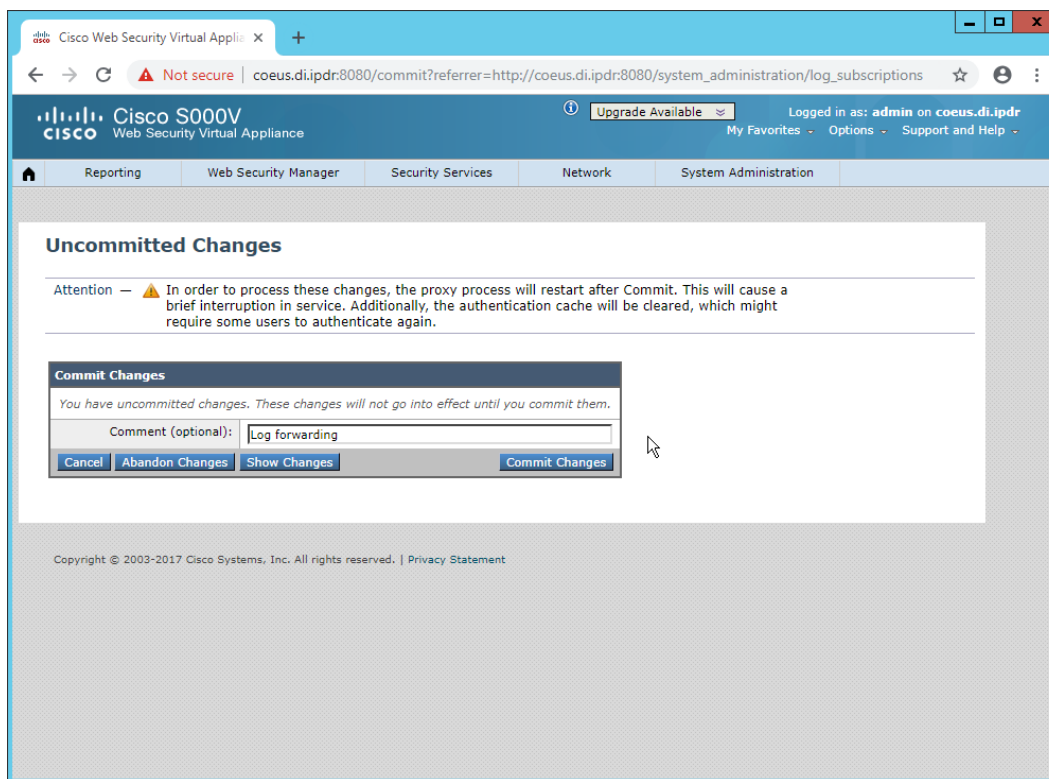 Cisco Web Security Virtual Applia
Not secure | coeus.di.ipdr:8080/commit?referrer=http://coeus.di.ipdr:8080/system_administration/log_subscriptions
CISCO
Cisco S000V
Web Security Virtual Appliance
Upgrade Available
Logged in as: admin on coeus.di.ipdr
My Favorites Options Support and Help
Reporting Web Security Manager Security Services Network System Administration
Uncommitted Changes
Attention — In order to process these changes, the proxy process will restart after Commit. This will cause a
brief interruption in service. Additionally, the authentication cache will be cleared, which might
require some users to authenticate again.
Commit Changes
You have uncommitted changes. These changes will not go into effect until you commit them.
Comment (optional): Log forwarding
Cancel Abandon Changes Show Changes Commit Changes
Copyright © 2003-2017 Cisco Systems, Inc. All rights reserved. | Privacy Statement